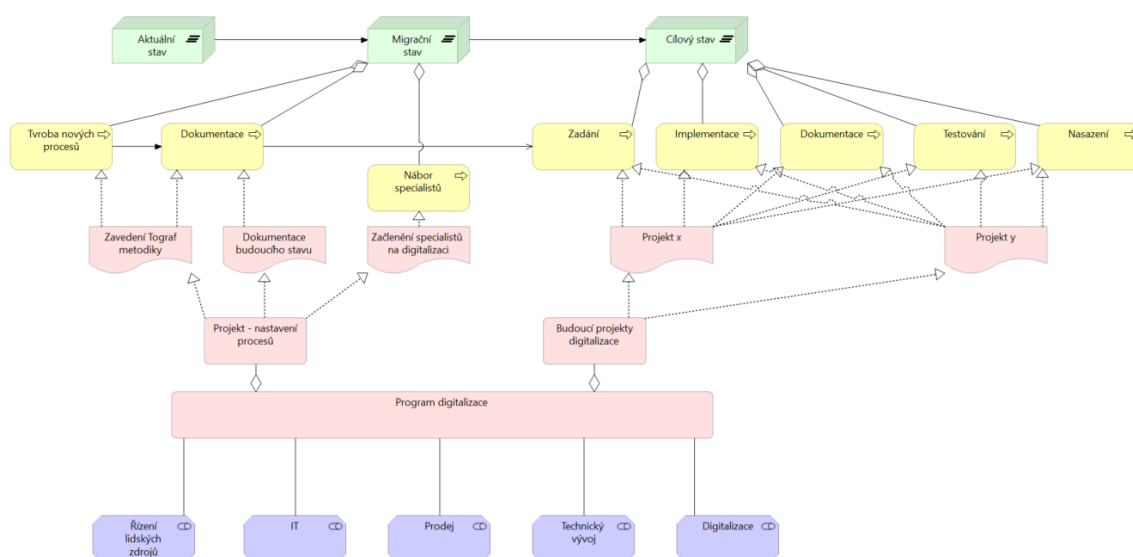 Aktuální
stav
Migrační
stav
Cílový stav
Tvroba nových
procesů
Dokumentace
Zadání
Implementace
Dokumentace
Testování
Nasazení
Nábor
specialistů
Zavedení Tograf
metodiky
Dokumentace
budoucího stavu
Začlenění specialistů
na digitalizaci
Projekt x
Projekt y
Projekt - nastavení
procesů
Budoucí projekty
digitalizace
Program digitalizace
Řízení
lidských
zdrojů
IT
Prodej
Technický
vývoj
Digitalizace